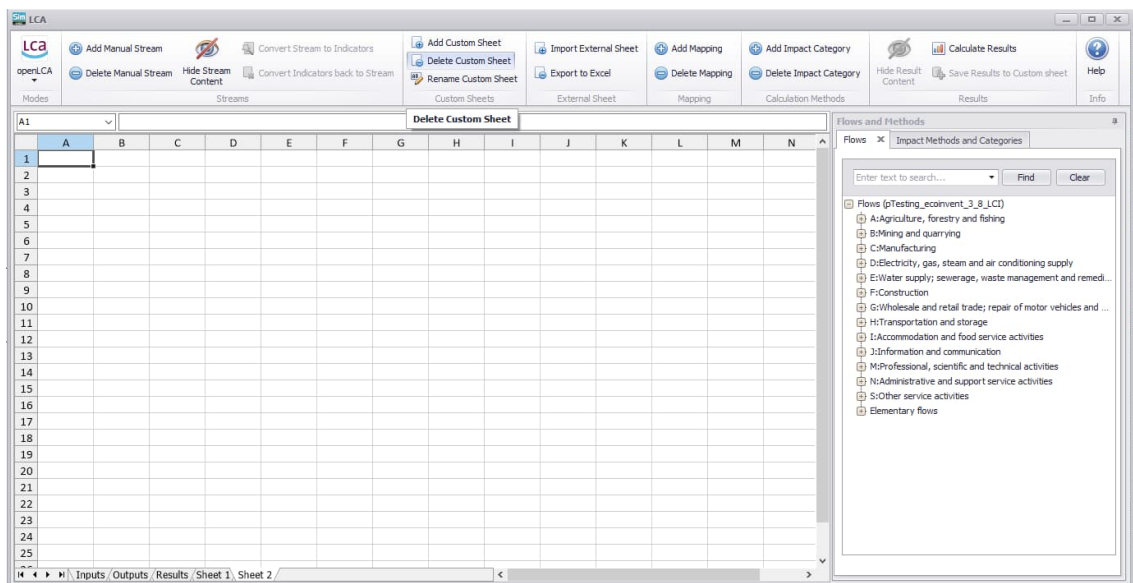 Sim LCA
LCa
openLCA
Modes
Add Manual Stream
Delete Manual Stream
Hide Stream
Content
Convert Stream to Indicators
Convert Indicators back to Stream
Streams
Add Custom Sheet
Delete Custom Sheet
Rename Custom Sheet
Custom Sheets
Import External Sheet
Export to Excel
External Sheet
Add Mapping
Delete Mapping
Mapping
Add Impact Category
Delete Impact Category
Calculation Methods
Hide Result
Content
Calculate Results
Save Results to Custom sheet
Results
Help
Info
Delete Custom Sheet
A1
A B C D E F G H I J K L M N
1
2
3
4
5
6
7
8
9
10
11
12
13
14
15
16
17
18
19
20
21
22
23
24
25
Inputs Outputs Results Sheet 1 Sheet 2
Flows and Methods
Flows Impact Methods and Categories
Enter text to search... Find Clear
Flows (pTesting_ecoinvent_3_8_LCI)
A:Agriculture, forestry and fishing
B:Mining and quarrying
C:Manufacturing
D:Electricity, gas, steam and air conditioning supply
E:Water supply; sewerage, waste management and remedi...
F:Construction
G:Wholesale and retail trade; repair of motor vehicles and ...
H:Transportation and storage
I:Accommodation and food service activities
J:Information and communication
M:Professional, scientific and technical activities
N:Administrative and support service activities
S:Other service activities
Elementary flows